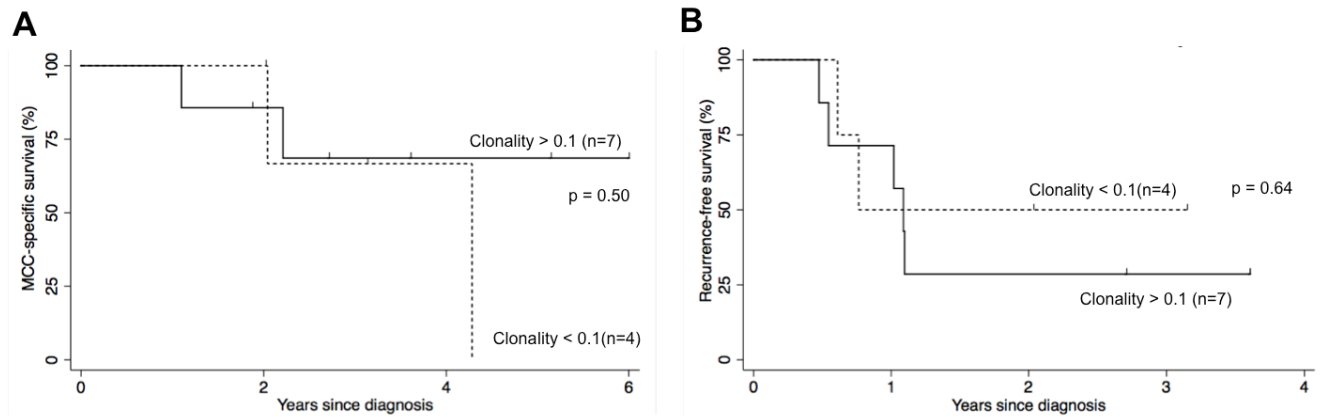 A
MCC-specific survival (%)
100
75
50
25
0
Clonality > 0.1 (n=7)
p = 0.50
Clonality < 0.1(n=4)
0 2 4 6
Years since diagnosis
B
Recurrence-free survival (%)
100
75
50
25
0
Clonality < 0.1(n=4)
p = 0.64
Clonality > 0.1 (n=7)
0 1 2 3 4
Years since diagnosis